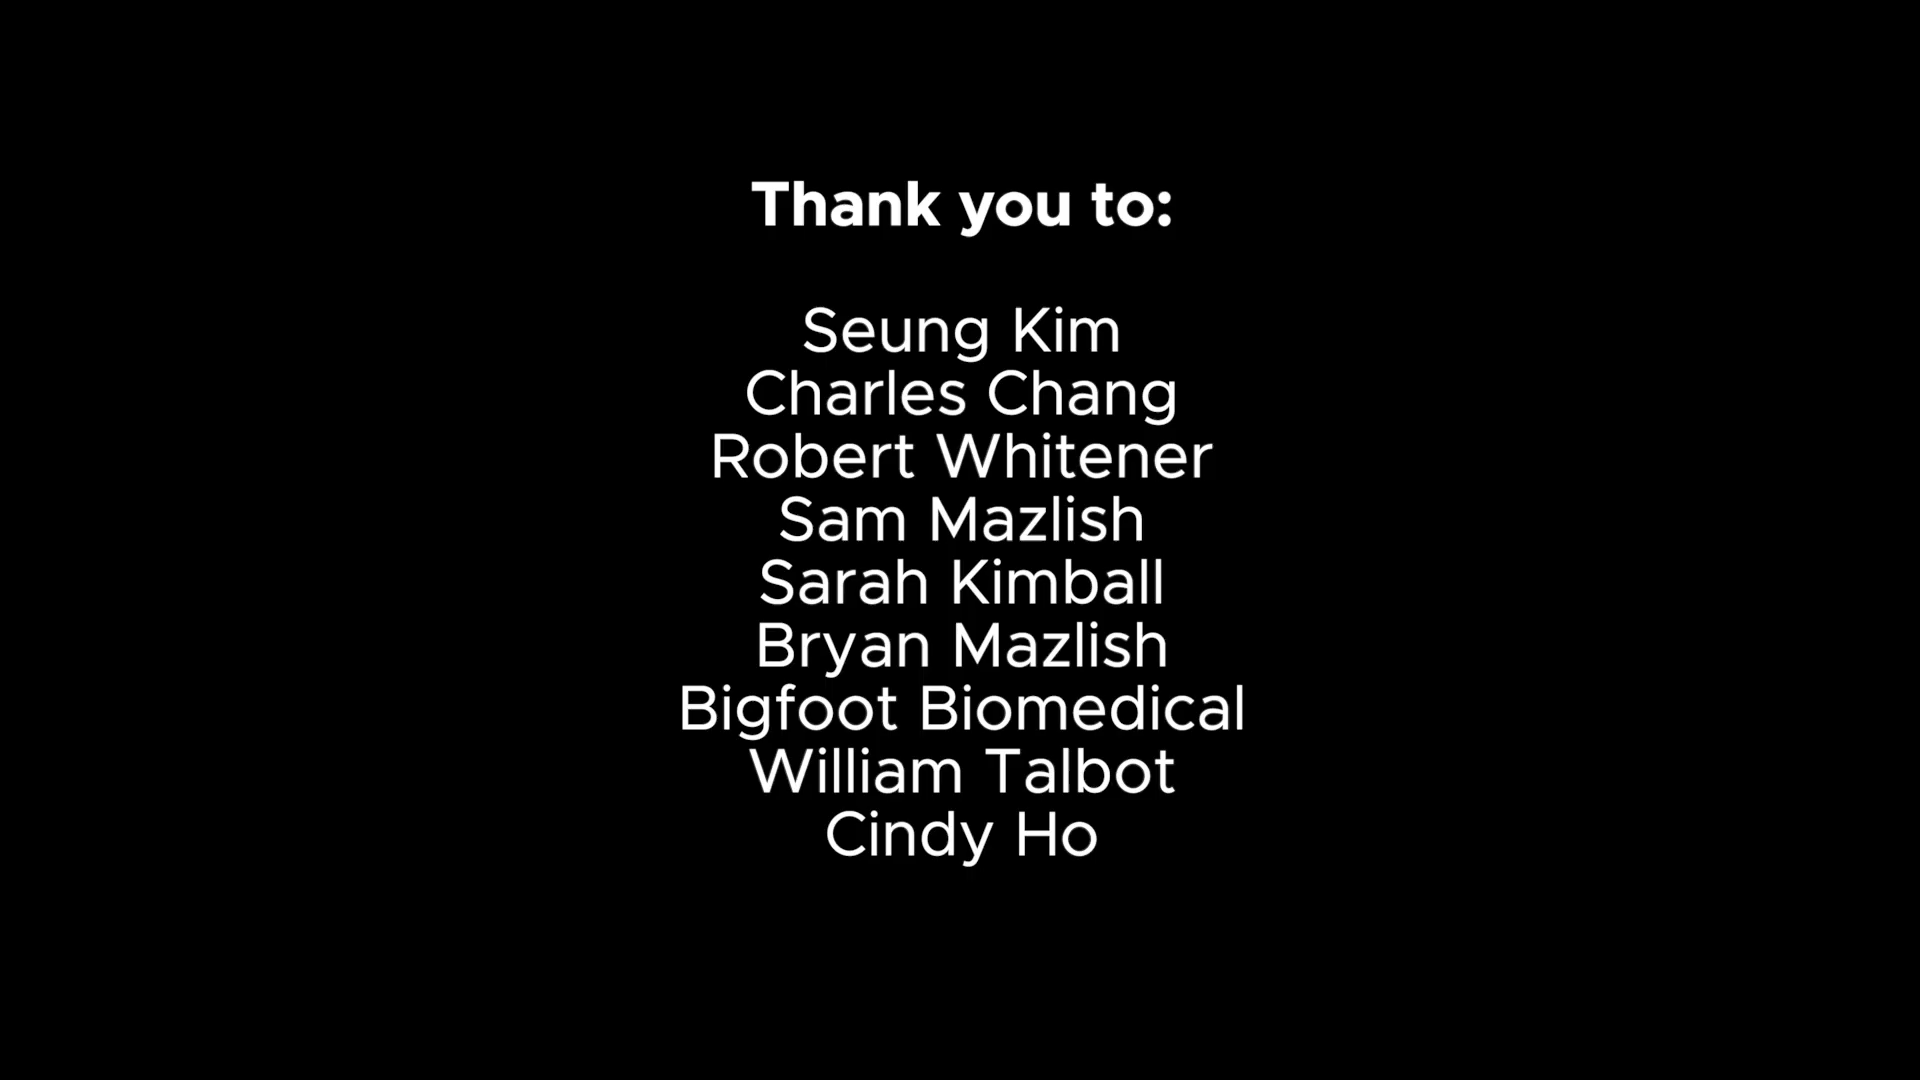 Thank you to:
Seung Kim
Charles Chang
Robert Whitener
Sam Mazlish
Sarah Kimball
Bryan Mazlish
Bigfoot Biomedical
William Talbot
Cindy Ho